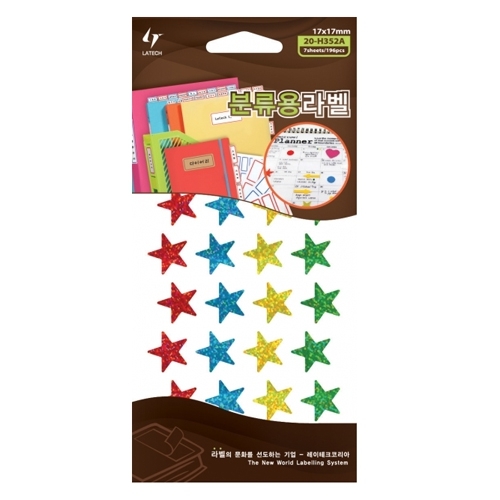 17x17mm
20-H352A
7sheets/196pcs
LATECH
분류용라벨
Planner
라벨의 문화를 선도하는 기업 - 레이테크코리아
The New World Labelling System